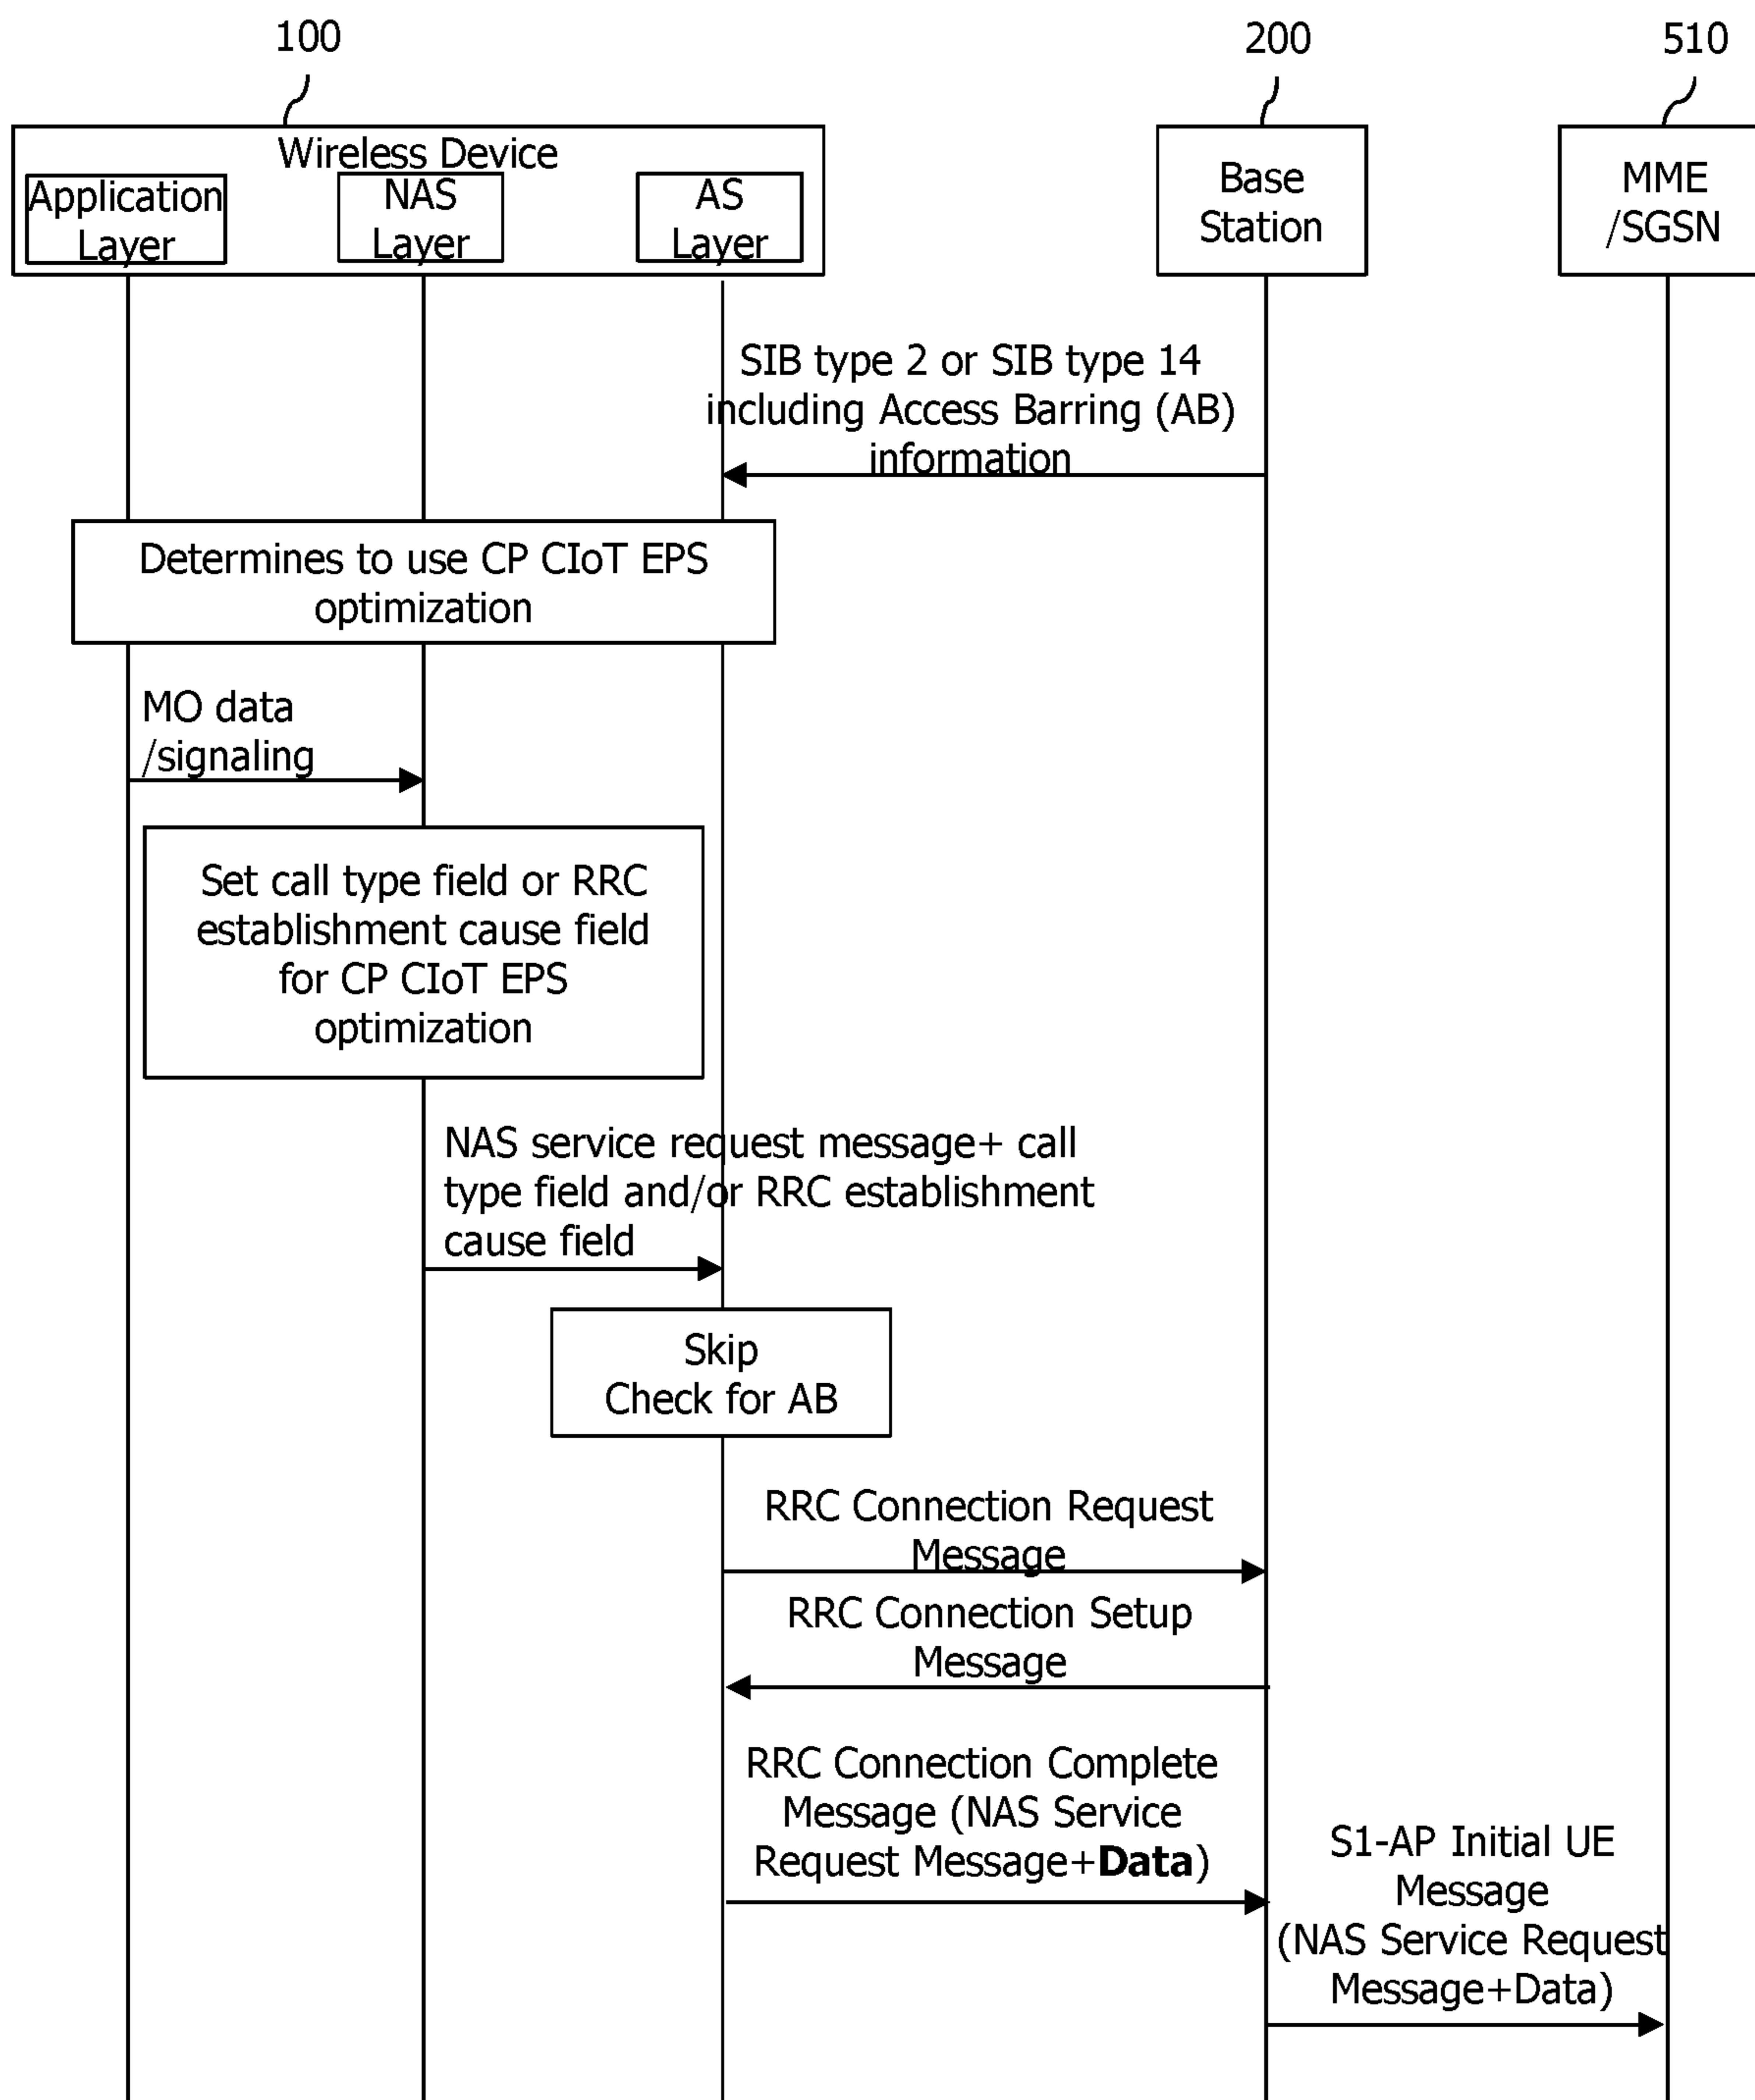 100
200
510
Wireless Device
Application
Layer
NAS
Layer
AS
Layer
Base
Station
MME
/SGSN
SIB type 2 or SIB type 14
including Access Barring (AB)
information
Determines to use CP CIoT EPS
optimization
MO data
/signaling
Set call type field or RRC
establishment cause field
for CP CIoT EPS
optimization
NAS service request message+ call
type field and/or RRC establishment
cause field
Skip
Check for AB
RRC Connection Request
Message
RRC Connection Setup
Message
RRC Connection Complete
Message (NAS Service
Request Message+Data)
S1-AP Initial UE
Message
(NAS Service Request
Message+Data)